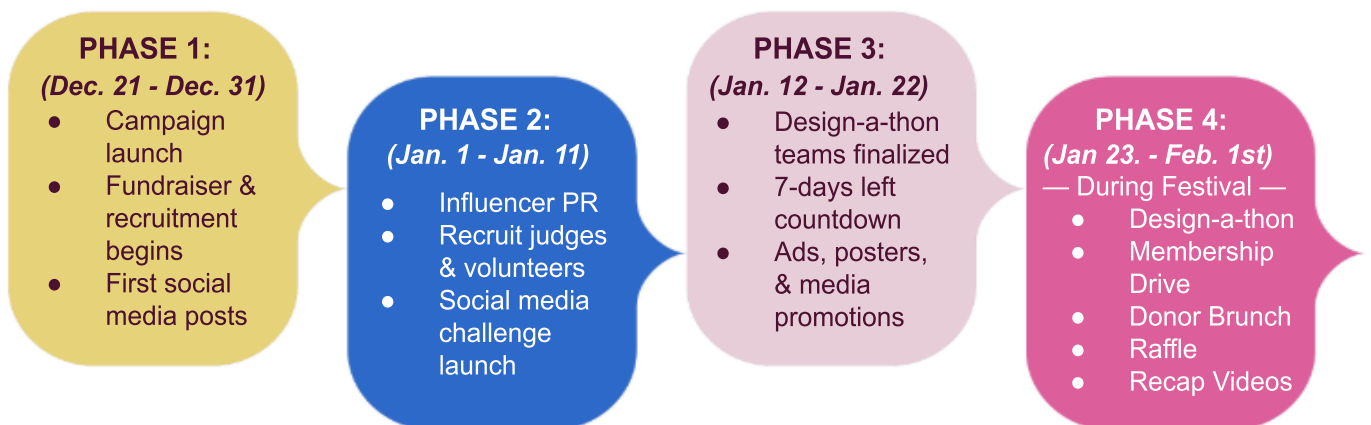 PHASE 1:
(Dec. 21 - Dec. 31)
● Campaign
launch
● Fundraiser &
recruitment
begins
● First social
media posts
PHASE 2:
(Jan. 1 - Jan. 11)
● Influencer PR
● Recruit judges
& volunteers
● Social media
challenge
launch
PHASE 3:
(Jan. 12 - Jan. 22)
● Design-a-thon
teams finalized
● 7-days left
countdown
● Ads, posters,
& media
promotions
PHASE 4:
(Jan 23. - Feb. 1st)
— During Festival —
● Design-a-thon
● Membership
Drive
● Donor Brunch
● Raffle
● Recap Videos